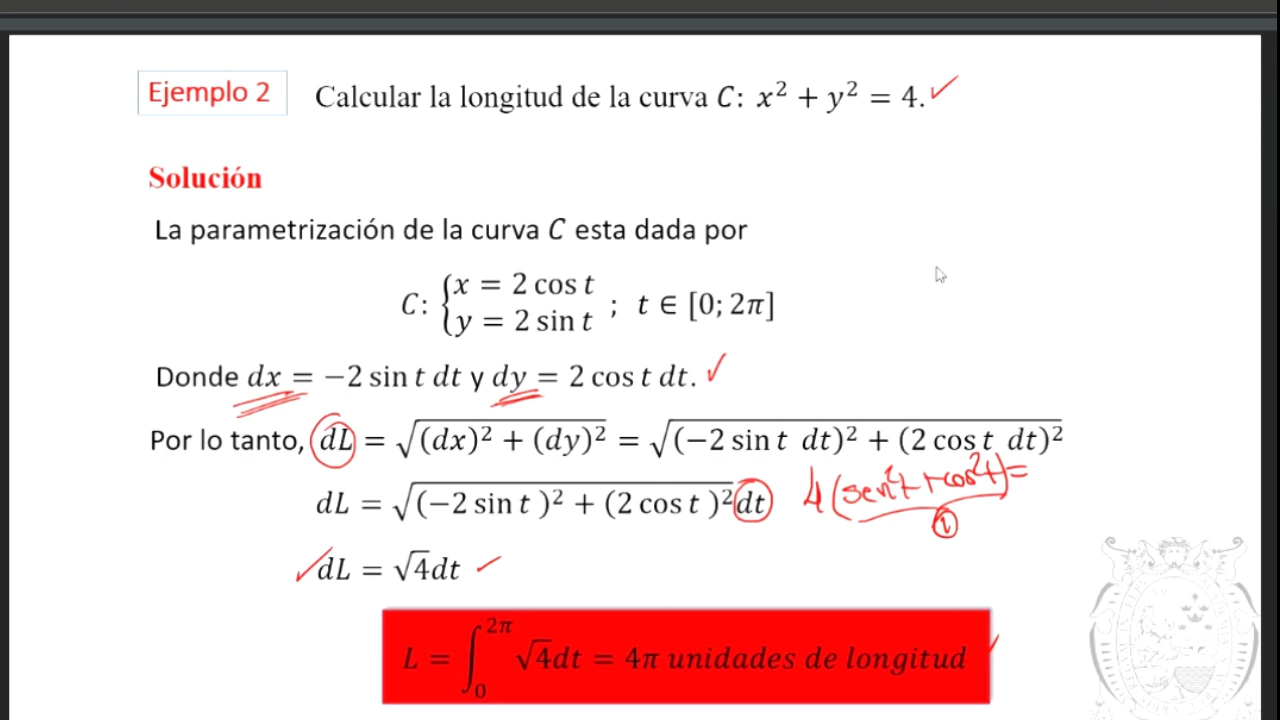 Ejemplo 2 Calcular la longitud de la curva C: x² + y² = 4.
Solución
La parametrización de la curva C esta dada por
C: {x = 2 cos t
y = 2 sin t ; t ∈ [0; 2π]
Donde dx = −2 sin t dt y dy = 2 cos t dt.
Por lo tanto, dL = √((dx)² + (dy)²) = √((−2 sin t dt)² + (2 cos t dt)²)
dL = √((−2 sin t )² + (2 cos t )²)dt 4(sen²t + cos²t) =
1
dL = √4dt
L = ∫₀²π √4dt = 4π unidades de longitud